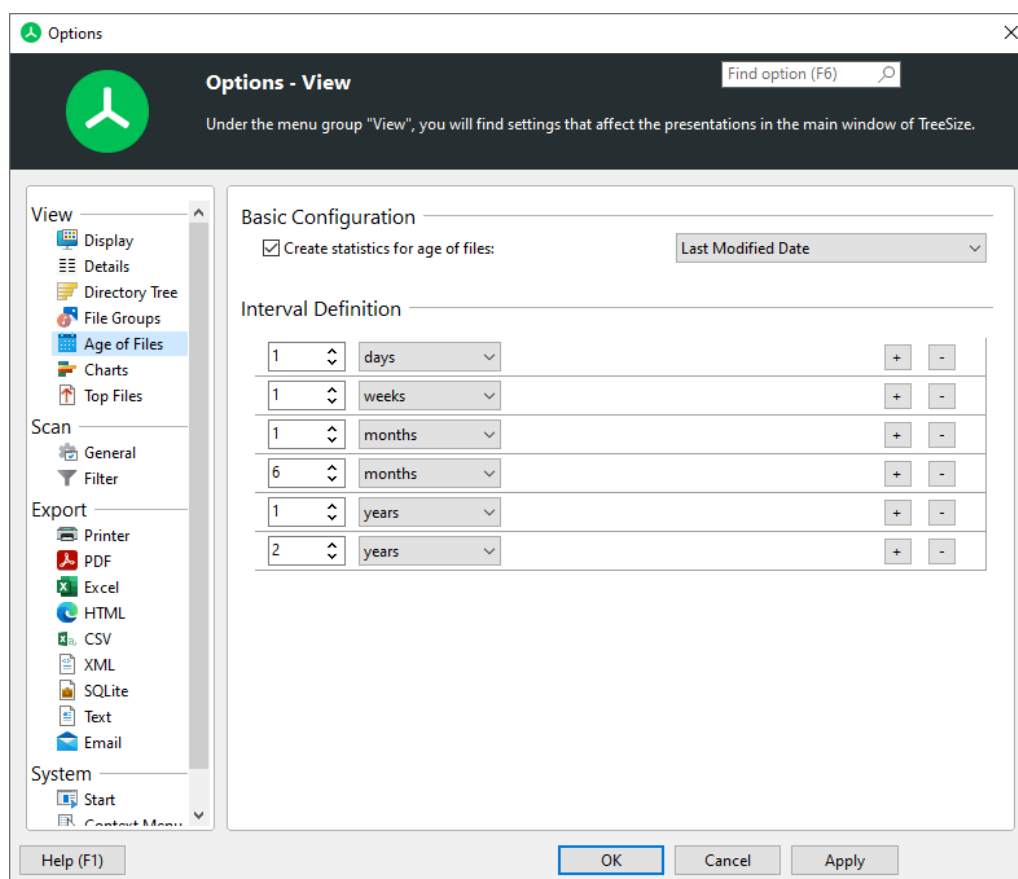 Options
Options - View
Find option (F6)
Under the menu group "View", you will find settings that affect the presentations in the main window of TreeSize.
View
Display
Details
Directory Tree
File Groups
Age of Files
Charts
Top Files
Scan
General
Filter
Export
Printer
PDF
Excel
HTML
CSV
XML
SQLite
Text
Email
System
Start
Context Menu
Basic Configuration
Create statistics for age of files:
Last Modified Date
Interval Definition
1 days + -
1 weeks + -
1 months + -
6 months + -
1 years + -
2 years + -
Help (F1)
OK
Cancel
Apply